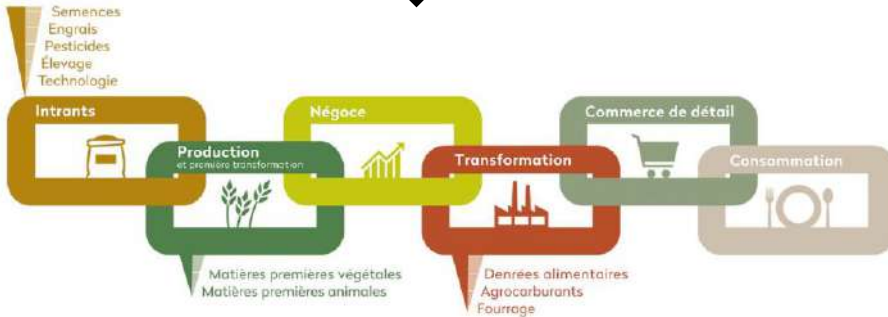 Semences
Engrais
Pesticides
Élevage
Technologie
Intrants
Production
et première transformation
Négoce
Transformation
Commerce de détail
Consommation
Matières premières végétales
Matières premières animales
Denrées alimentaires
Agrocarburants
Fourrage